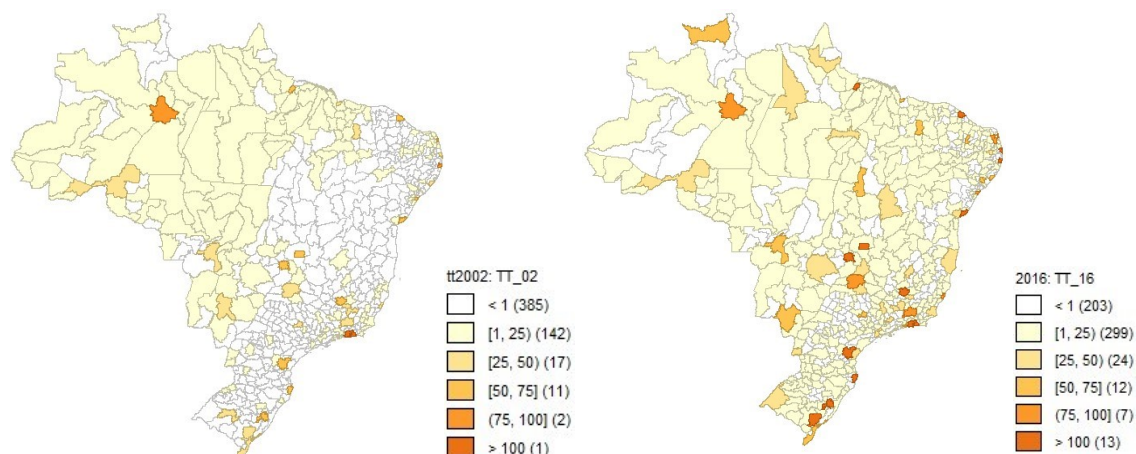 tt2002: TT_02
< 1 (385)
[1, 25) (142)
[25, 50) (17)
[50, 75] (11)
(75, 100] (2)
> 100 (1)
2016: TT_16
< 1 (203)
[1, 25) (299)
[25, 50) (24)
[50, 75] (12)
(75, 100] (7)
> 100 (13)